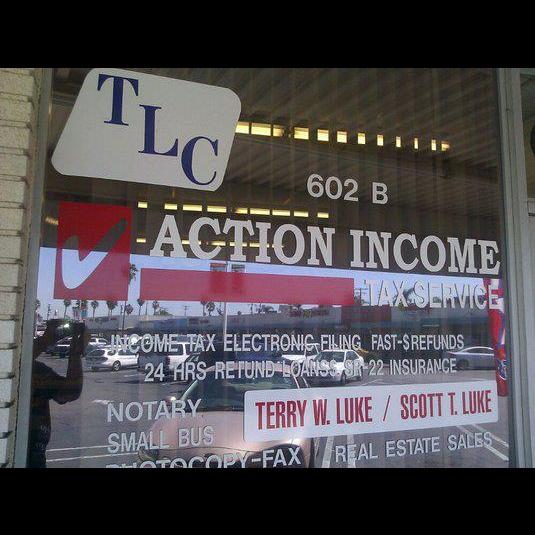 TLC
602 B
ACTION INCOME
TAX SERVICE
INCOME TAX ELECTRONIC FILING FAST-$REFUNDS
24 HRS REFUND LOANS SR-22 INSURANCE
NOTARY
TERRY W. LUKE / SCOTT T. LUKE
SMALL BUS
PHOTOCOPY-FAX
REAL ESTATE SALES